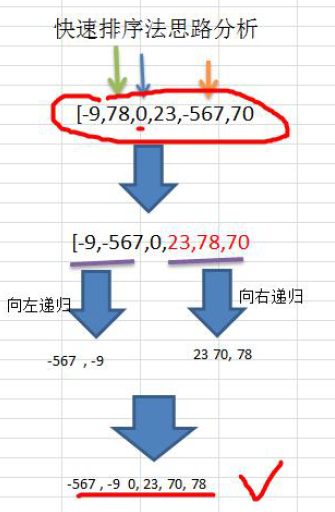 快速排序法思路分析
[-9,78,0,23,-567,70
[-9,-567,0,23,78,70
向左递归
向右递归
-567 , -9
23 70, 78
-567 , -9 0, 23, 70, 78